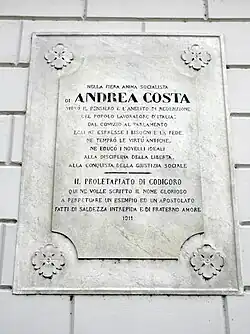 NELLA FIERA ANIMA SOCIALISTA
DI ANDREA COSTA
IL PENSIERO E L'AMBITO DI REDENZIONE
DEL POPOLO LAVORATORE D'ITALIA:
DAL COMIZIO AL PARLAMENTO
EGLI NE ESPRESSE I BISOGNI E LA FEDE,
NE TEMPRÒ LE VIRTÙ ANTICHE,
NE EDUCÒ I NOVELLI IDEALI
ALLA DISCIPLINA DELLA LIBERTÀ,
ALLA CONQUISTA DELLA GIUSTIZIA SOCIALE
IL PROLETARIATO DI CODIGORO
QUI NE VOLLE SCRITTO IL NOME GLORIOSO
A PERPETUARE UN ESEMPIO ED UN APOSTOLATO
FATTI DI SALDEZZA INTREPIDA E DI FRATERNO AMORE
1911